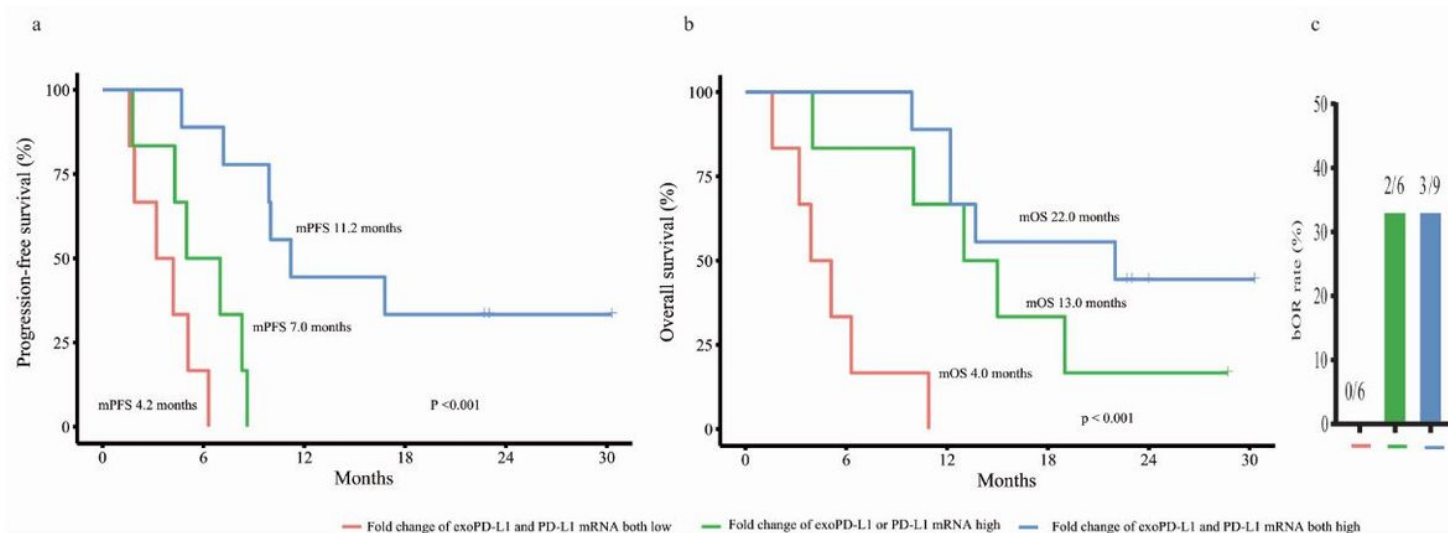 a
b
c
Progression-free survival (%)
100
75
50
25
0
mPFS 11.2 months
mPFS 7.0 months
mPFS 4.2 months
P <0.001
0 6 12 18 24 30
Months
Overall survival (%)
100
75
50
25
0
mOS 22.0 months
mOS 13.0 months
mOS 4.0 months
p < 0.001
0 6 12 18 24 30
Months
bOR rate (%)
50
40
30
20
10
0
0/6
2/6
3/9
Fold change of exoPD-L1 and PD-L1 mRNA both low
Fold change of exoPD-L1 or PD-L1 mRNA high
Fold change of exoPD-L1 and PD-L1 mRNA both high